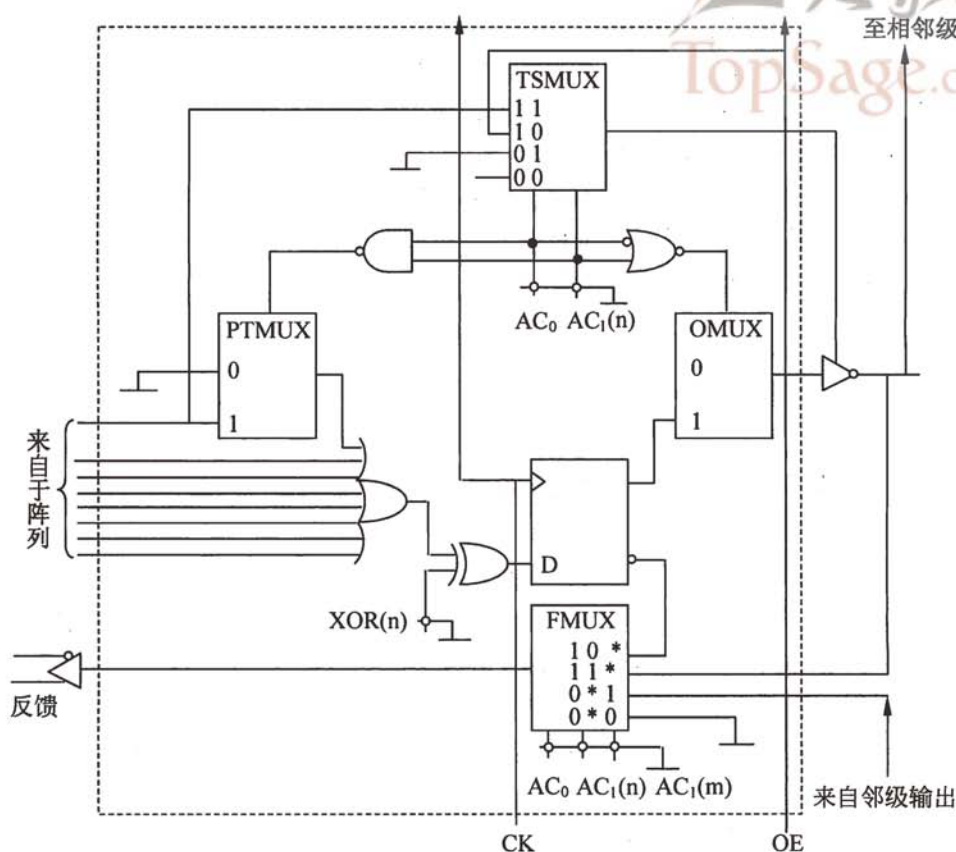 至相邻级
TopSage.c
TSMUX
1 1
1 0
0 1
0 0
AC₀ AC₁(n)
PTMUX
0
1
OMUX
0
1
来自于阵列
D
XOR(n)
FMUX
1 0 *
1 1 *
0 * 1
0 * 0
反馈
AC₀ AC₁(n) AC₁(m)
来自邻级输出
CK
OE